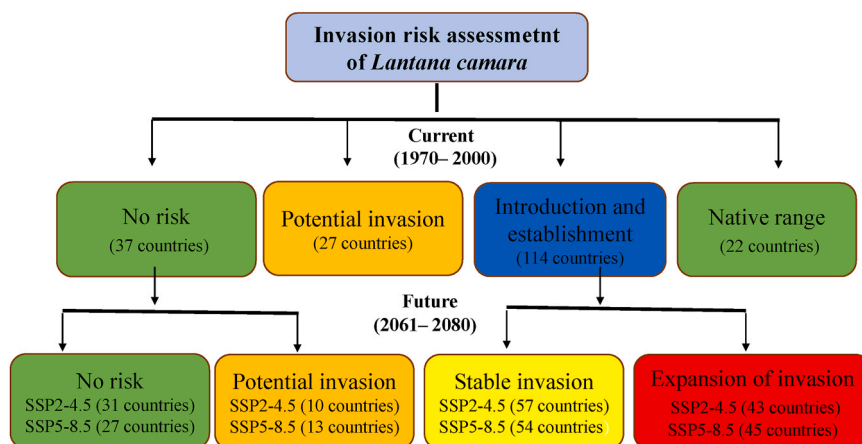 Invasion risk assessmetnt
of Lantana camara
Current
(1970– 2000)
No risk
(37 countries)
Potential invasion
(27 countries)
Introduction and
establishment
(114 countries)
Native range
(22 countries)
Future
(2061– 2080)
No risk
SSP2-4.5 (31 countries)
SSP5-8.5 (27 countries)
Potential invasion
SSP2-4.5 (10 countries)
SSP5-8.5 (13 countries)
Stable invasion
SSP2-4.5 (57 countries)
SSP5-8.5 (54 countries)
Expansion of invasion
SSP2-4.5 (43 countries)
SSP5-8.5 (45 countries)